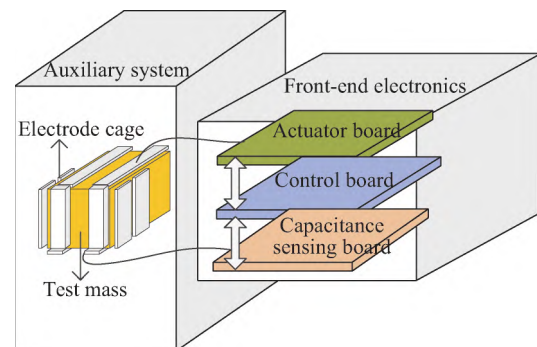 Auxiliary system
Front-end electronics
Electrode cage
Actuator board
Control board
Capacitance
sensing board
Test mass